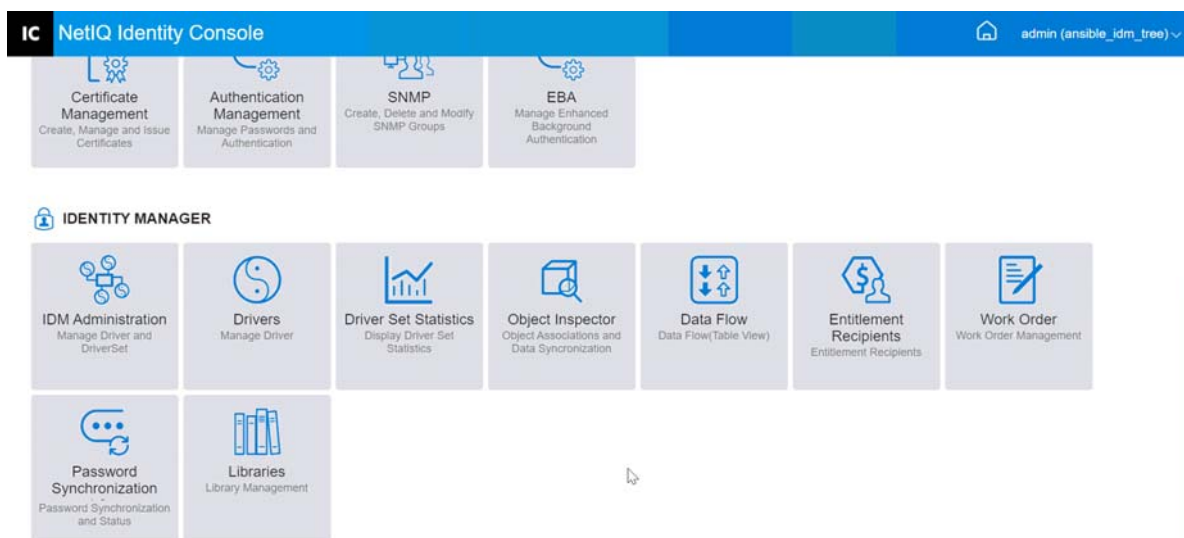 IC NetIQ Identity Console admin (ansible_idm_tree)
Certificate
Management
Create, Manage and Issue
Certificates
Authentication
Management
Manage Passwords and
Authentication
SNMP
Create, Delete and Modify
SNMP Groups
EBA
Manage Enhanced
Background
Authentication
IDENTITY MANAGER
IDM Administration
Manage Driver and
DriverSet
Drivers
Manage Driver
Driver Set Statistics
Display Driver Set
Statistics
Object Inspector
Object Associations and
Data Syncronization
Data Flow
Data Flow(Table View)
Entitlement
Recipients
Entitlement Recipients
Work Order
Work Order Management
Password
Synchronization
Password Synchronization
and Status
Libraries
Library Management